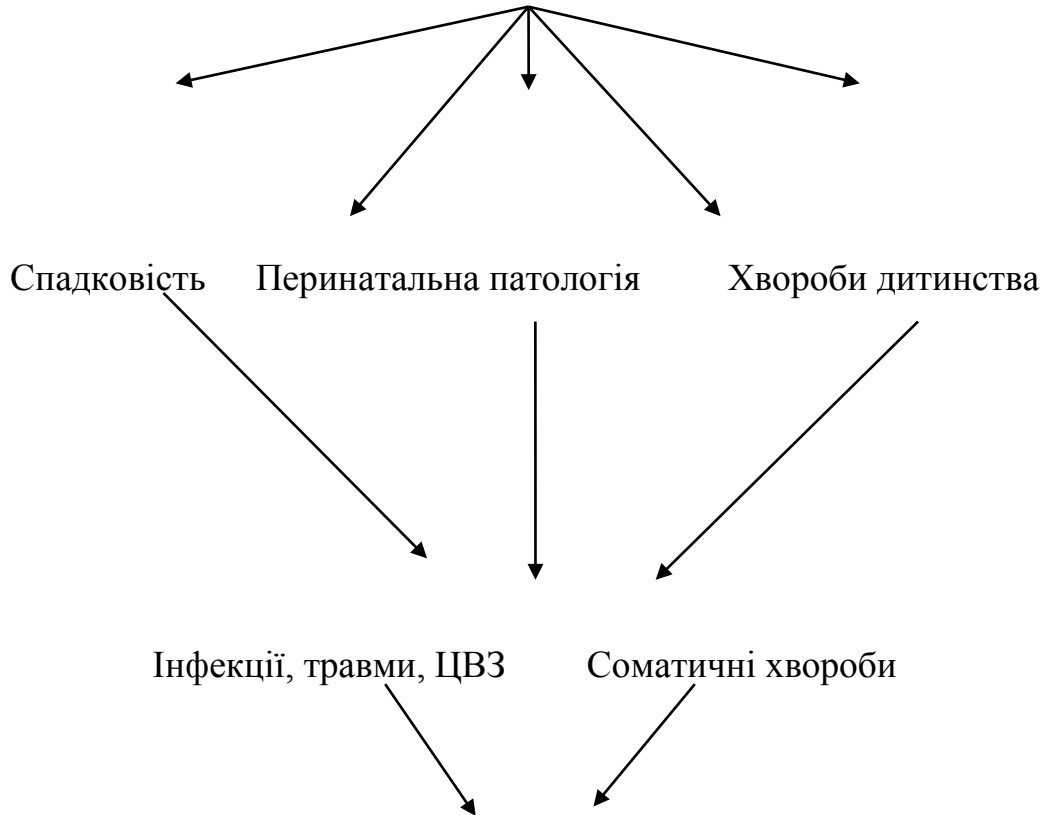 Спадковість Перинатальна патологія Хвороби дитинства
Інфекції, травми, ЦВЗ Соматичні хвороби